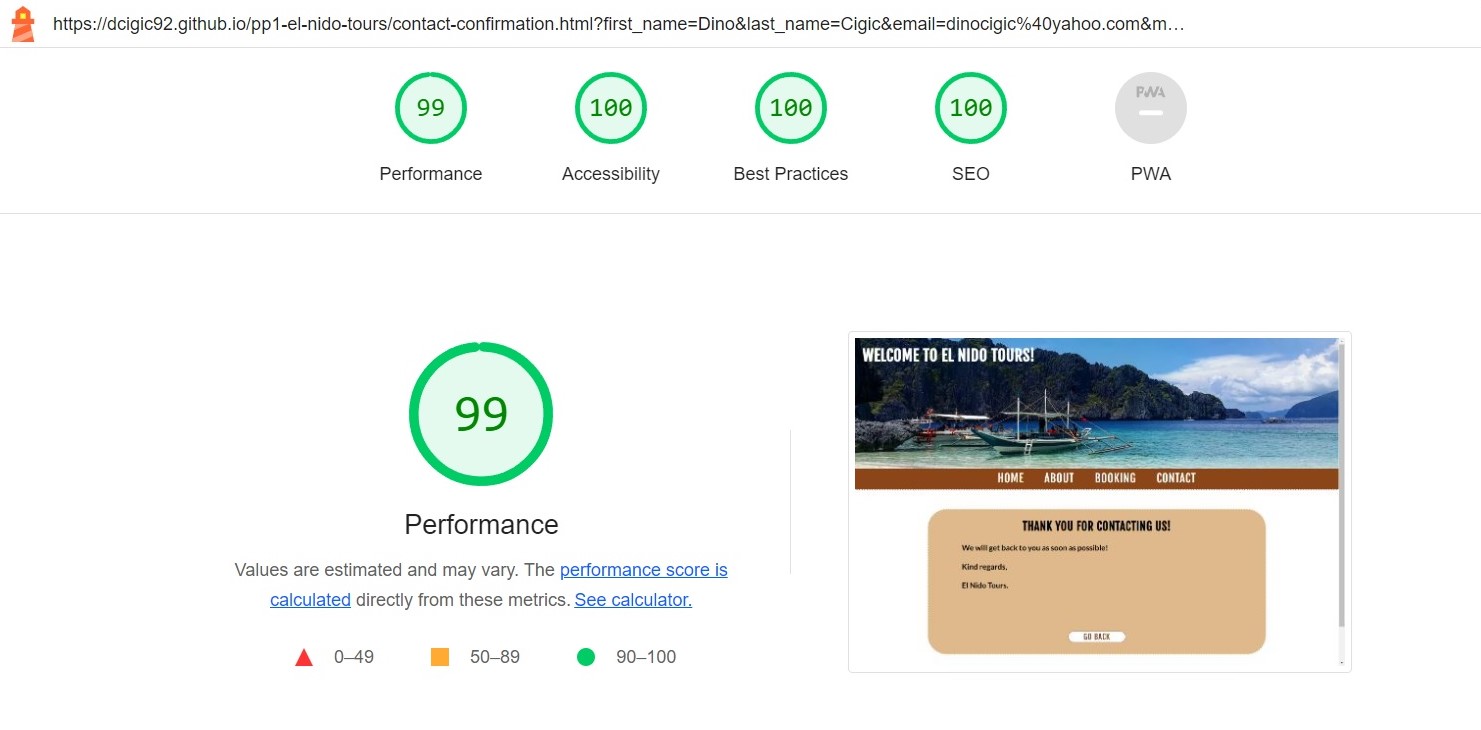 https://dcigic92.github.io/pp1-el-nido-tours/contact-confirmation.html?first_name=Dino&last_name=Cigic&email=dinocigic%40yahoo.com&m…
99
100
100
100
PWA
Performance
Accessibility
Best Practices
SEO
PWA
99
Performance
Values are estimated and may vary. The performance score is
calculated directly from these metrics. See calculator.
0–49
50–89
90–100
WELCOME TO EL NIDO TOURS!
HOME ABOUT BOOKING CONTACT
THANK YOU FOR CONTACTING US!
We will get back to you as soon as possible!
Kind regards,
El Nido Tours.
GO BACK